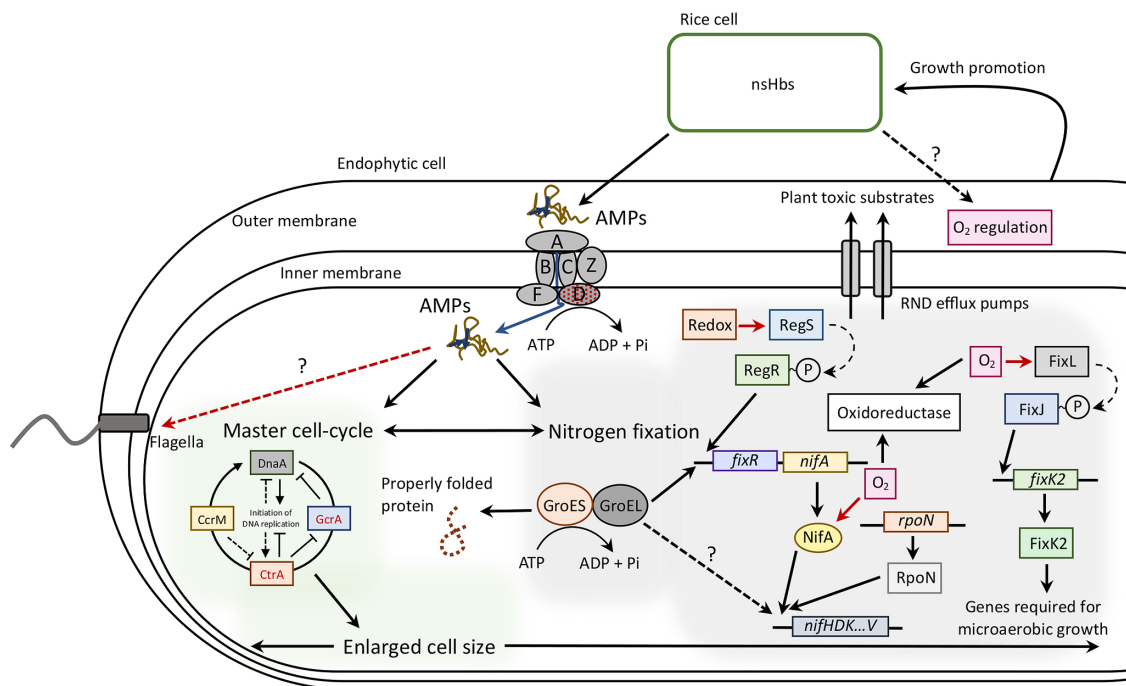 Rice cell
nsHbs
Growth promotion
?
Endophytic cell
Outer membrane
Inner membrane
AMPs
Plant toxic substrates
O2 regulation
A
B
C
Z
F
D
ATP
ADP + Pi
RND efflux pumps
AMPs
?
Flagella
Redox
RegS
RegR
P
O2
FixL
FixJ
P
Oxidoreductase
Master cell-cycle
Nitrogen fixation
DnaA
CcrM
Initiation of
DNA replication
GcrA
CtrA
Properly folded
protein
GroES
GroEL
ATP
ADP + Pi
?
fixR
nifA
O2
NifA
rpoN
RpoN
nifHDK...V
fixK2
FixK2
Genes required for
microaerobic growth
Enlarged cell size